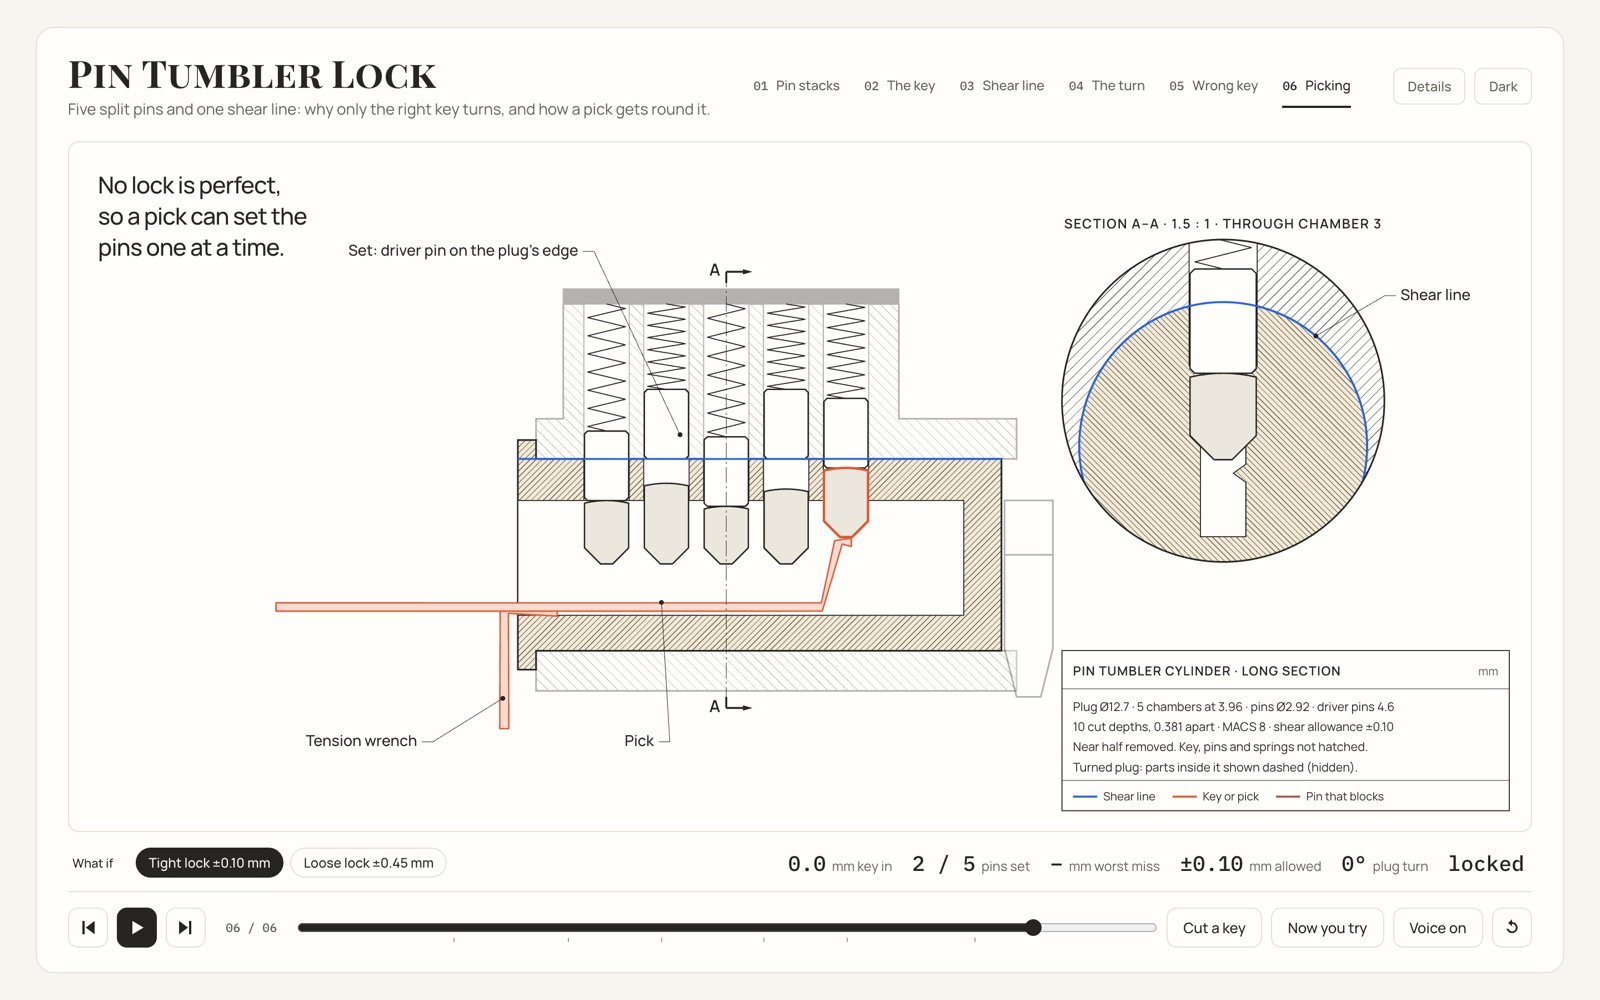 PIN TUMBLER LOCK
Five split pins and one shear line: why only the right key turns, and how a pick gets round it.
01 Pin stacks
02 The key
03 Shear line
04 The turn
05 Wrong key
06 Picking
Details
Dark
No lock is perfect,
so a pick can set the
pins one at a time.
Set: driver pin on the plug's edge
A
SECTION A–A · 1.5 : 1 · THROUGH CHAMBER 3
Shear line
A
Tension wrench
Pick
PIN TUMBLER CYLINDER · LONG SECTION
mm
Plug Ø12.7 · 5 chambers at 3.96 · pins Ø2.92 · driver pins 4.6
10 cut depths, 0.381 apart · MACS 8 · shear allowance ±0.10
Near half removed. Key, pins and springs not hatched.
Turned plug: parts inside it shown dashed (hidden).
Shear line
Key or pick
Pin that blocks
What if
Tight lock ±0.10 mm
Loose lock ±0.45 mm
0.0 mm key in
2 / 5 pins set
– mm worst miss
±0.10 mm allowed
0° plug turn
locked
06 / 06
Cut a key
Now you try
Voice on